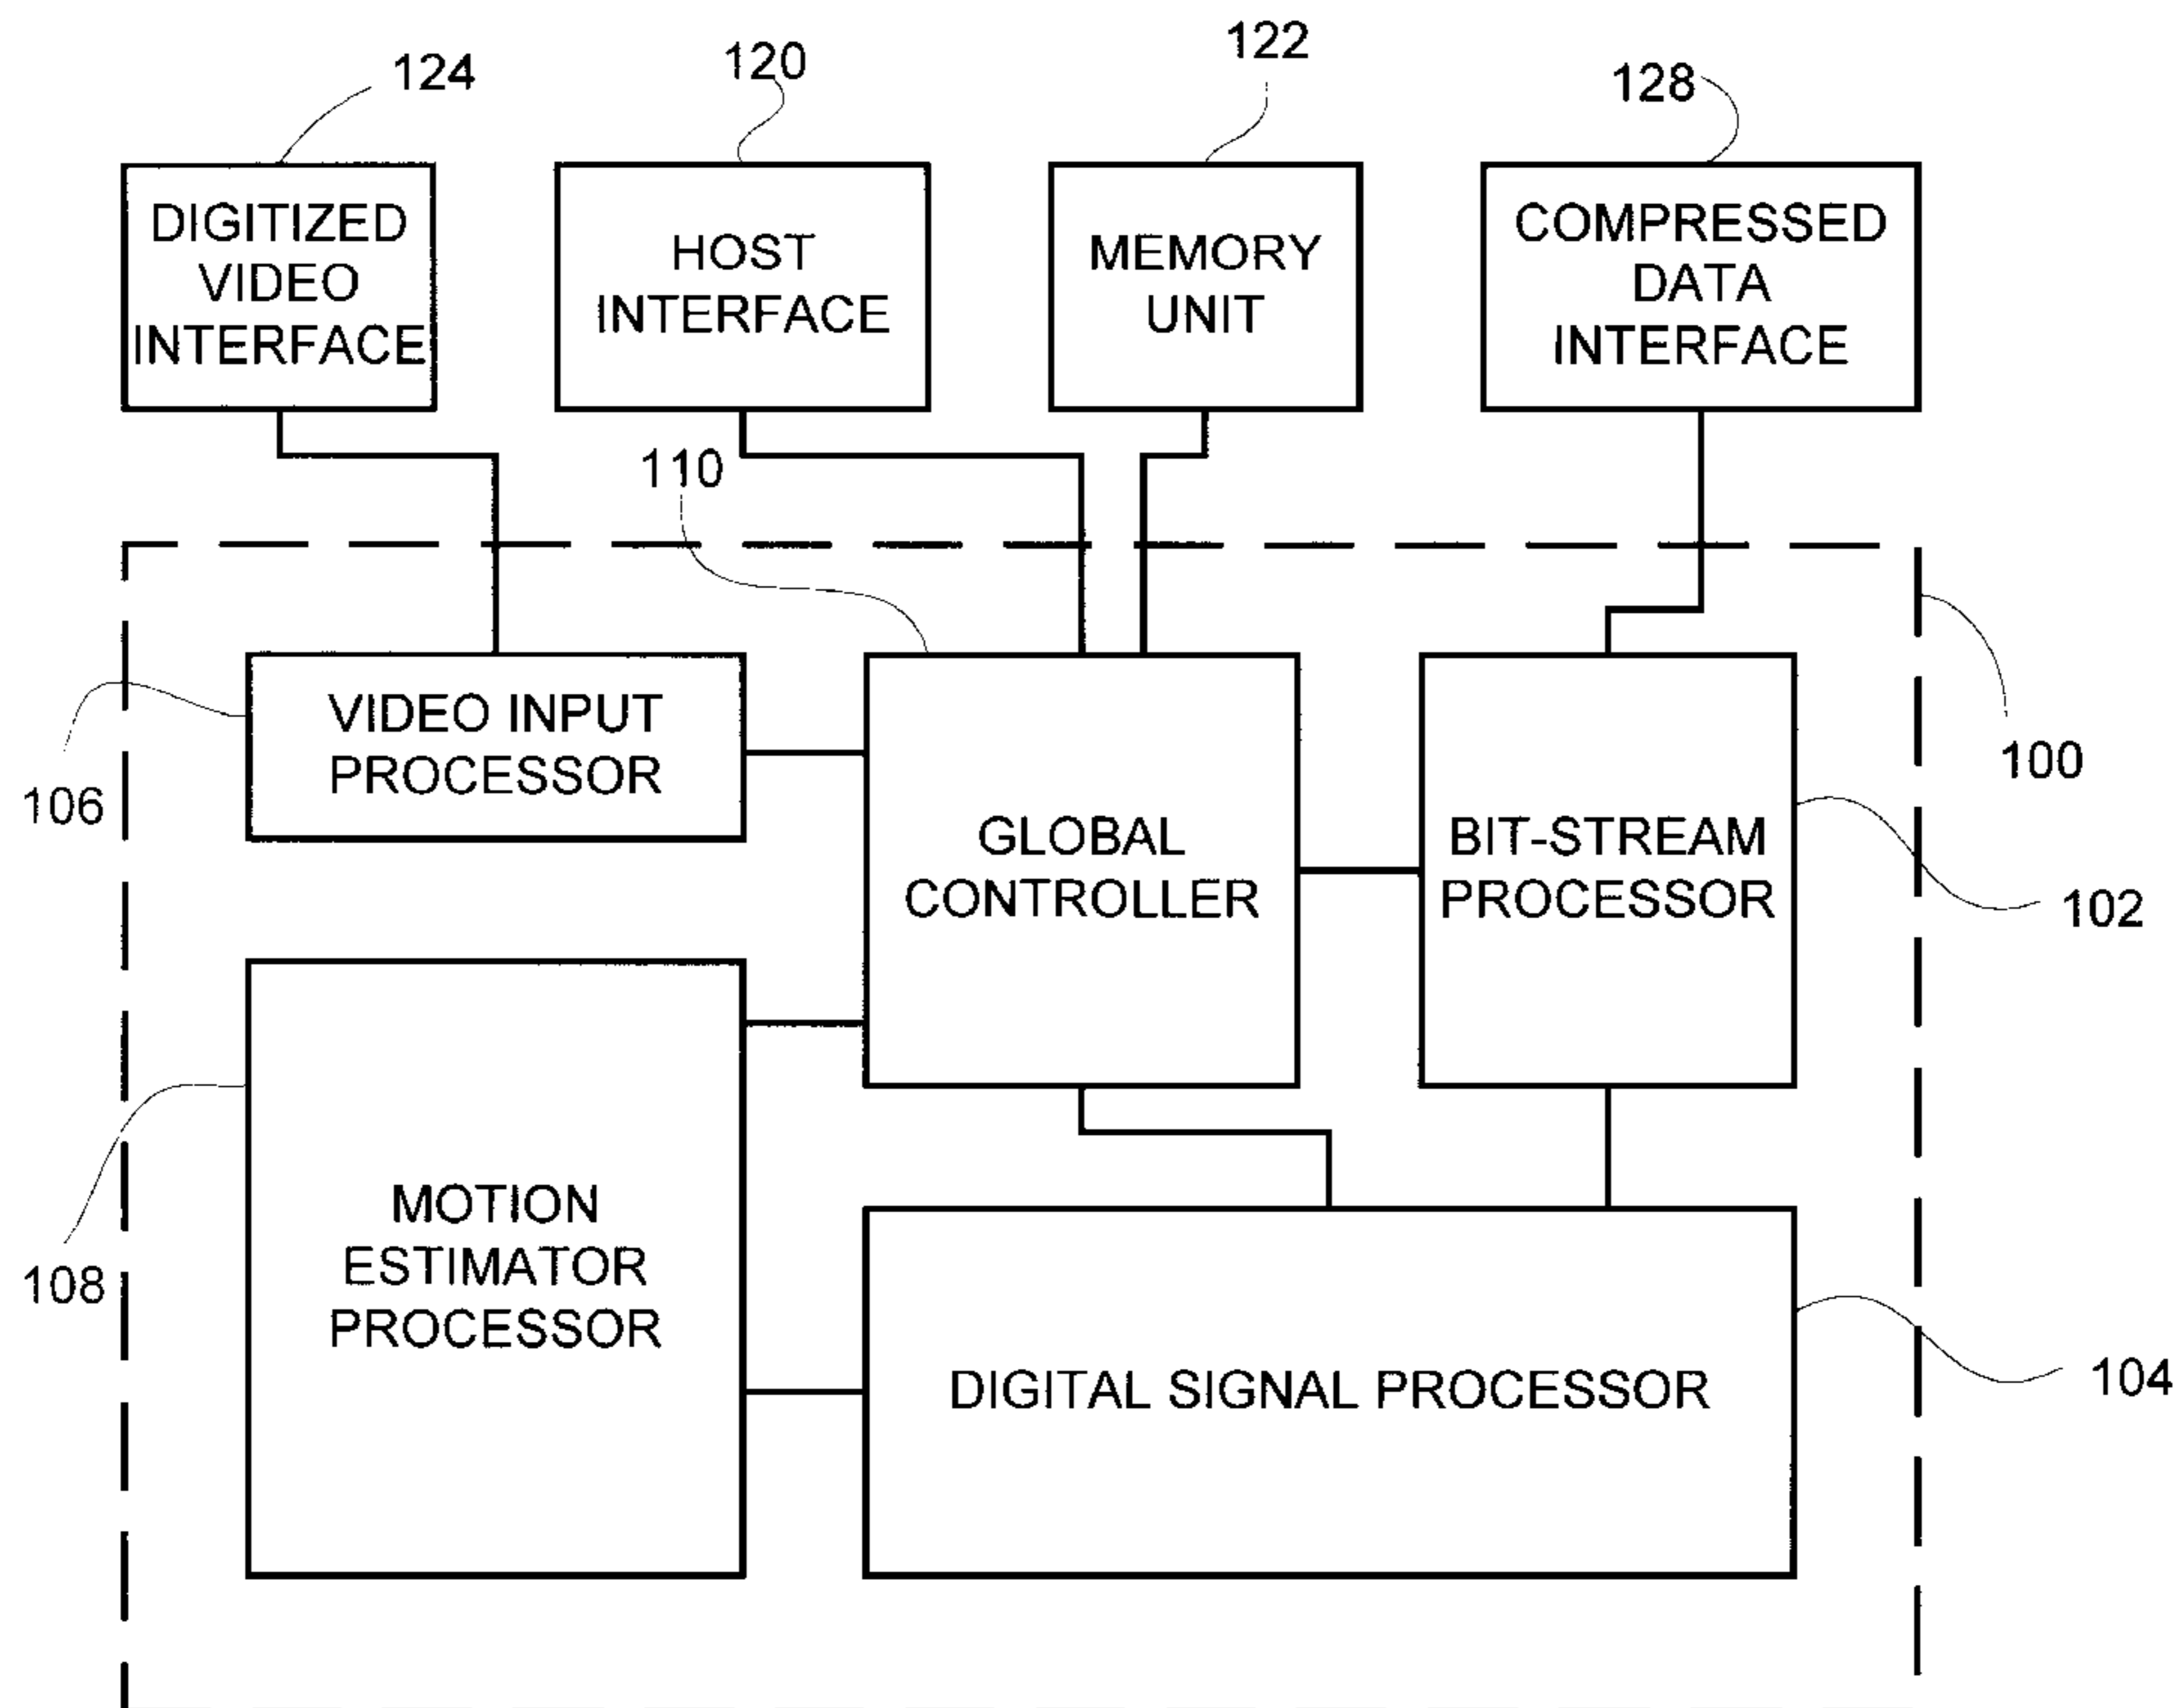 124
120
122
128
DIGITIZED
VIDEO
INTERFACE
HOST
INTERFACE
MEMORY
UNIT
COMPRESSED
DATA
INTERFACE
110
VIDEO INPUT
PROCESSOR
106
GLOBAL
CONTROLLER
BIT-STREAM
PROCESSOR
100
102
MOTION
ESTIMATOR
PROCESSOR
108
DIGITAL SIGNAL PROCESSOR
104